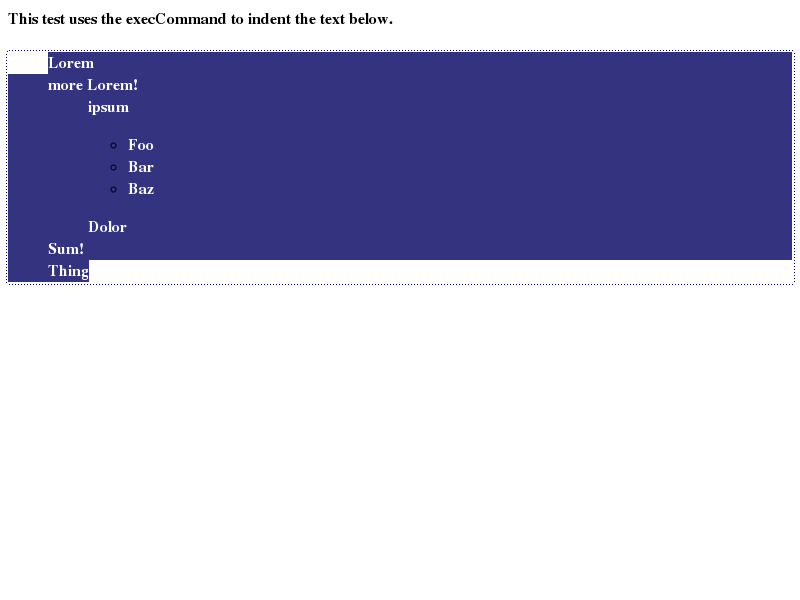 This test uses the execCommand to indent the text below.
Lorem
more Lorem!
ipsum
Foo
Bar
Baz
Dolor
Sum!
Thing